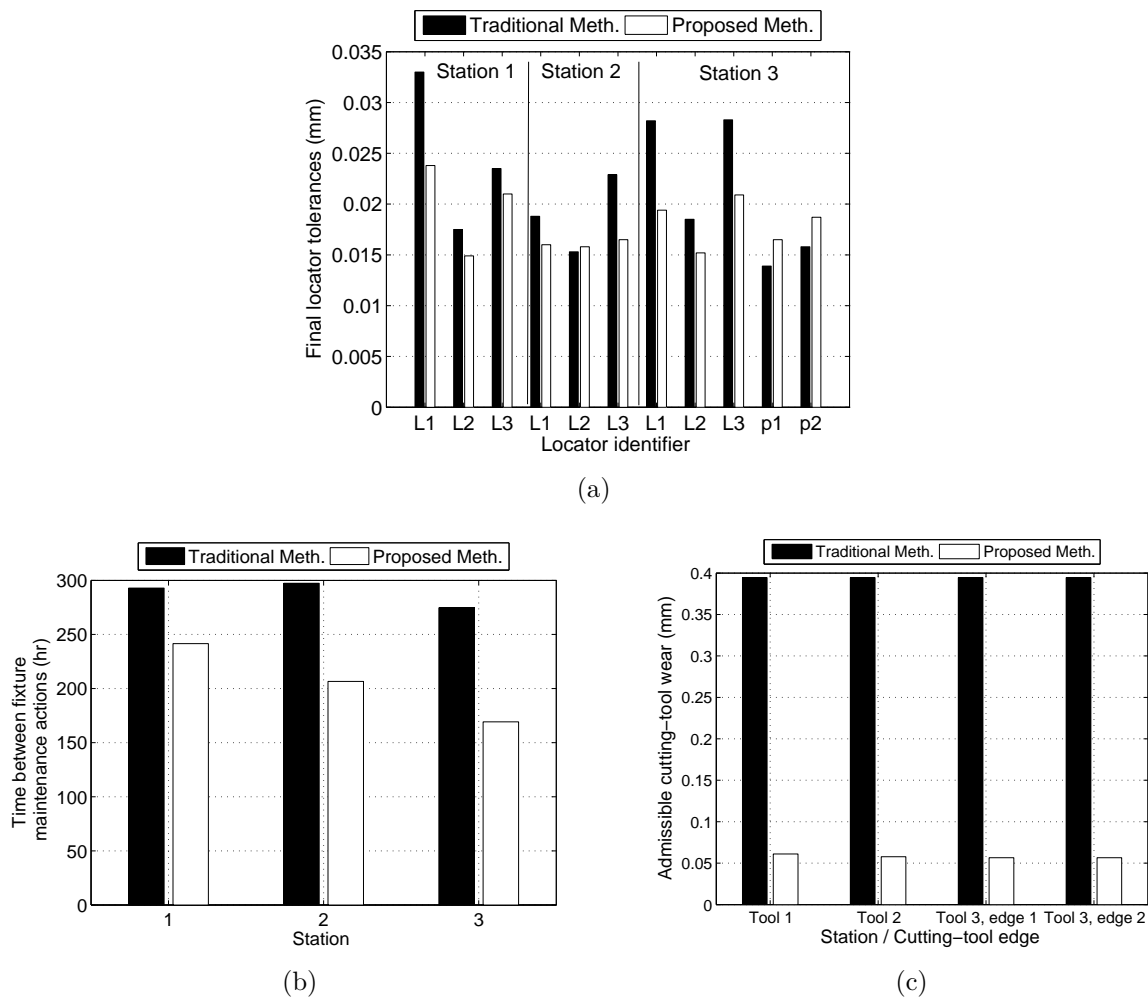 Traditional Meth. Proposed Meth.
0.035
0.03
0.025
0.02
0.015
0.01
0.005
0
Final locator tolerances (mm)
Station 1 Station 2 Station 3
L1 L2 L3 L1 L2 L3 L1 L2 L3 p1 p2
Locator identifier
(a)
Traditional Meth. Proposed Meth.
300
250
200
150
100
50
0
Time between fixture
maintenance actions (hr)
1 2 3
Station
(b)
Traditional Meth. Proposed Meth.
0.4
0.35
0.3
0.25
0.2
0.15
0.1
0.05
0
Admissible cutting−tool wear (mm)
Tool 1 Tool 2 Tool 3, edge 1 Tool 3, edge 2
Station / Cutting−tool edge
(c)